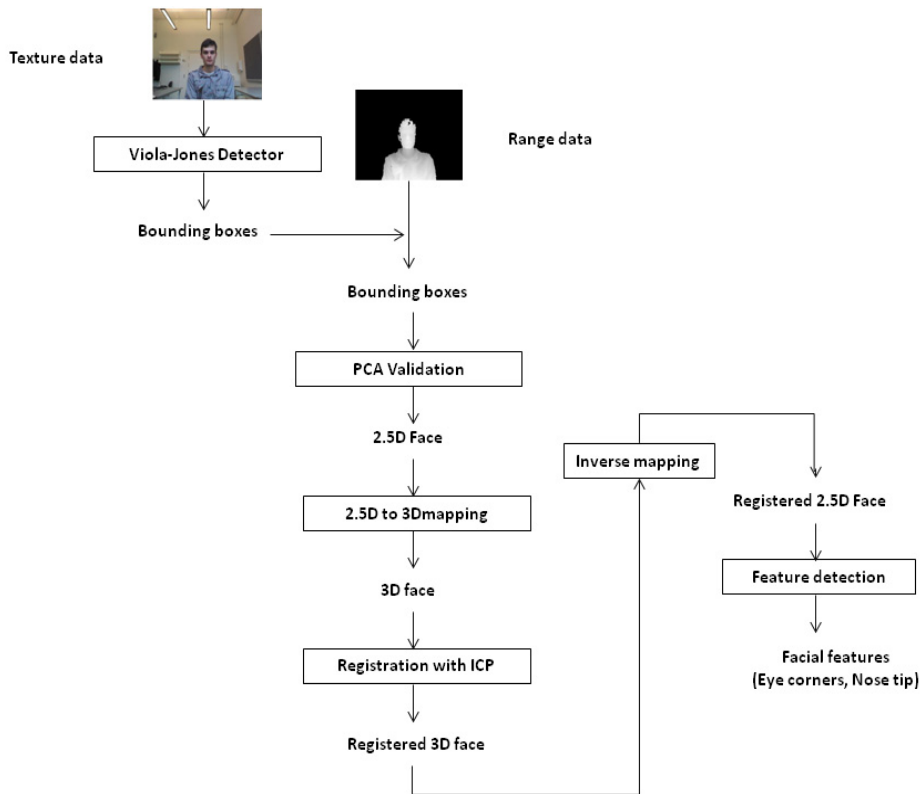 Texture data
Viola-Jones Detector
Range data
Bounding boxes
Bounding boxes
PCA Validation
2.5D Face
2.5D to 3Dmapping
3D face
Registration with ICP
Registered 3D face
Inverse mapping
Registered 2.5D Face
Feature detection
Facial features
(Eye corners, Nose tip)